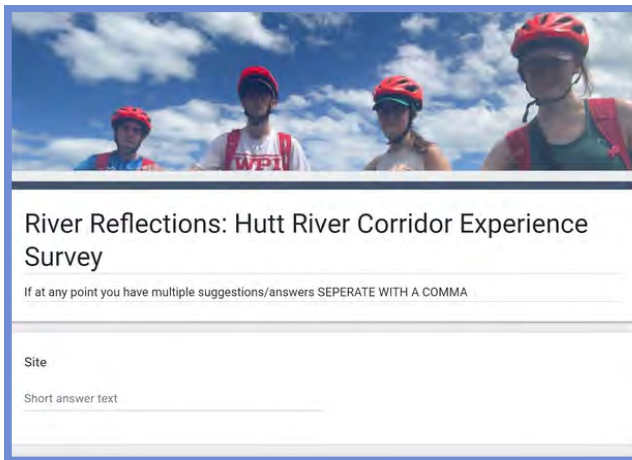 WPI
River Reflections: Hutt River Corridor Experience
Survey
If at any point you have multiple suggestions/answers SEPERATE WITH A COMMA
Site
Short answer text